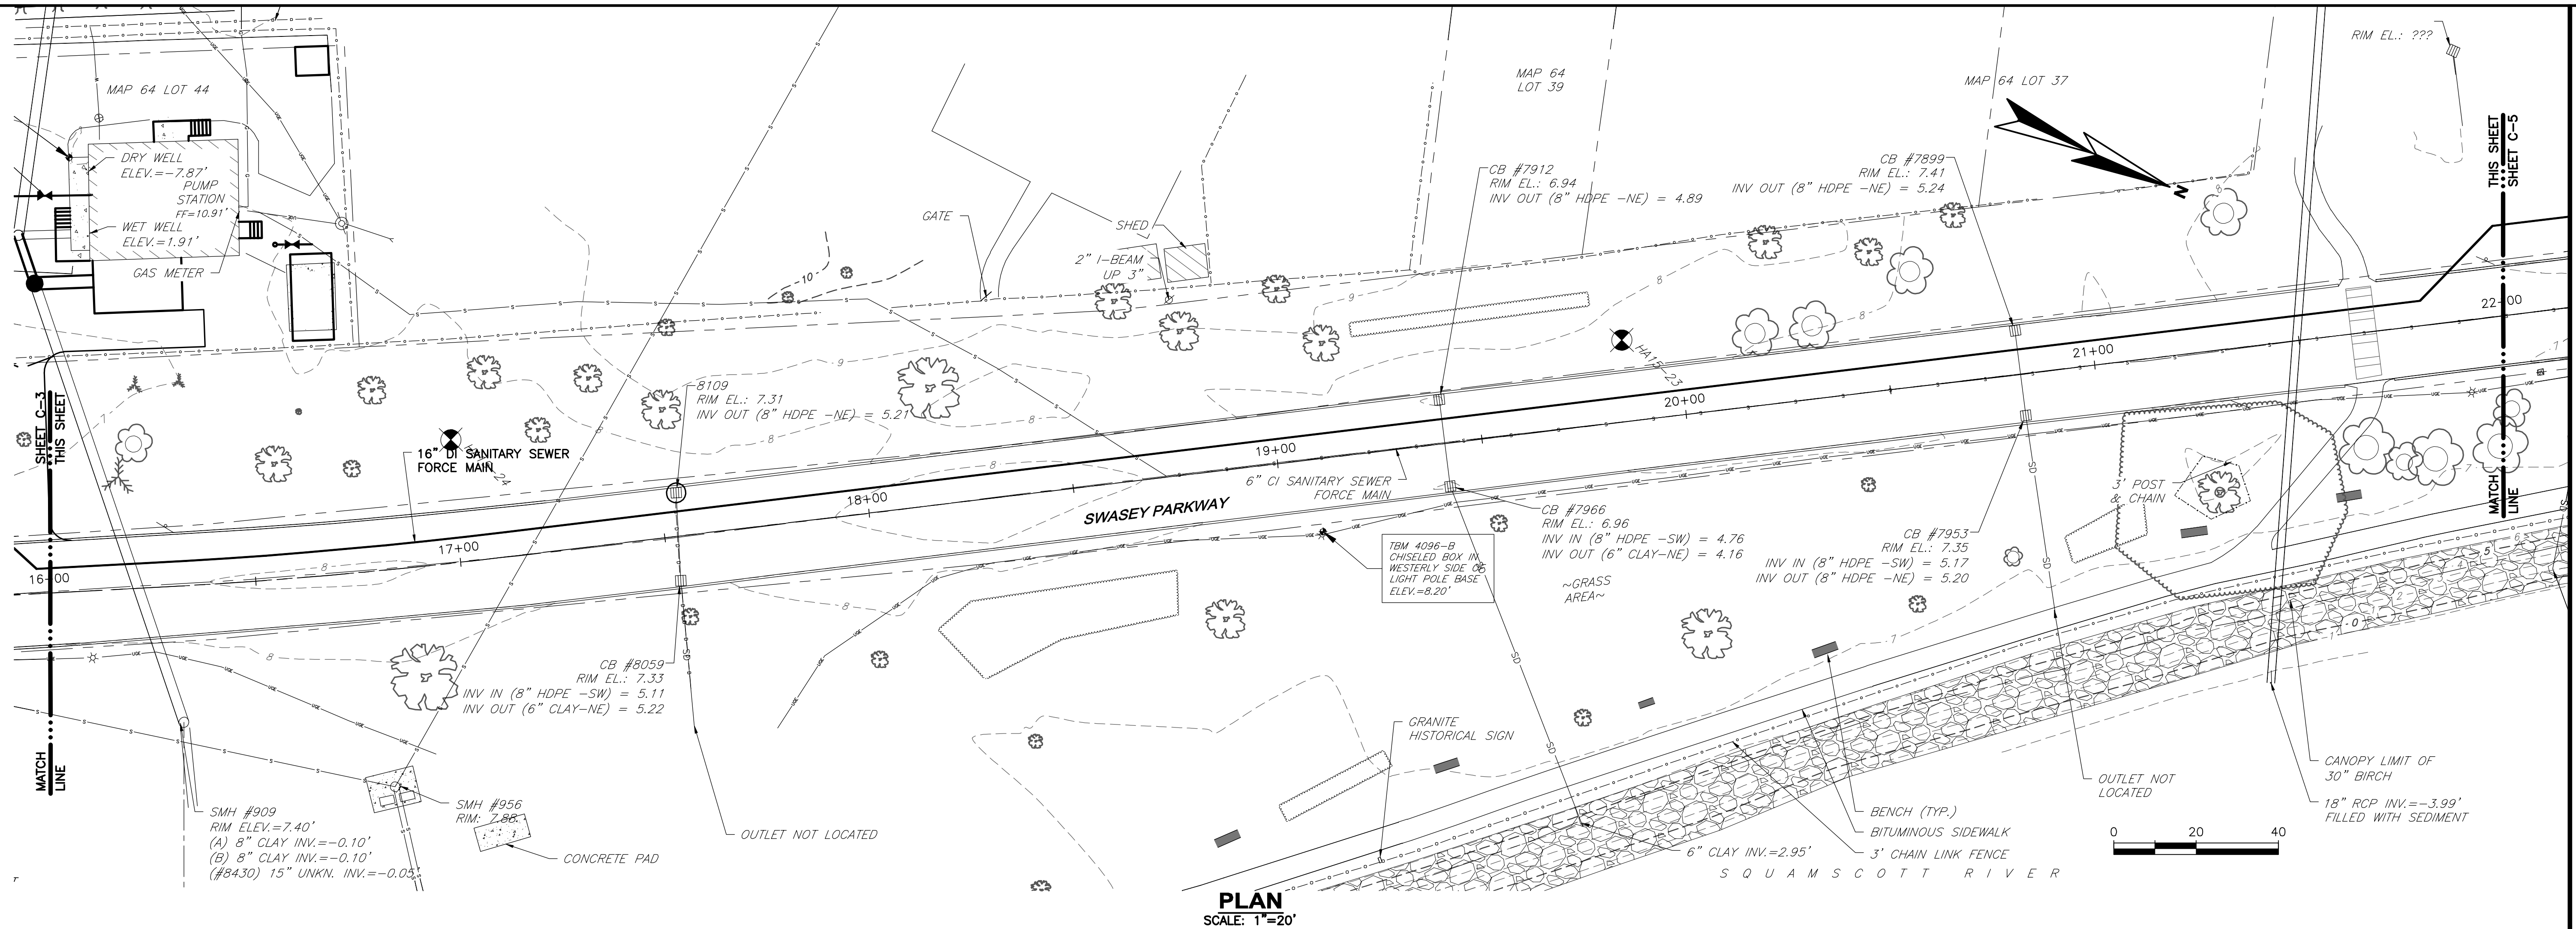 MAP 64 LOT 44
DRY WELL
ELEV.=-7.87'
PUMP
STATION
FF=10.91'
WET WELL
ELEV.=1.91'
GAS METER
SHEET C-3
THIS SHEET
MATCH
LINE
16" DI SANITARY SEWER
FORCE MAIN
16+00
17+00
18+00
19+00
20+00
21+00
22+00
8109
RIM EL.: 7.31
INV OUT (8" HDPE -NE) = 5.21
GATE
SHED
2" I-BEAM
UP 3"
MAP 64
LOT 39
MAP 64 LOT 37
RIM EL.: ???
CB #7912
RIM EL.: 6.94
INV OUT (8" HDPE -NE) = 4.89
CB #7899
RIM EL.: 7.41
INV OUT (8" HDPE -NE) = 5.24
N
THIS SHEET
SHEET C-5
MATCH
LINE
HA15-23
6" CI SANITARY SEWER
FORCE MAIN
SWASEY PARKWAY
TBM 4096-B
CHISELED BOX IN
WESTERLY SIDE OF
LIGHT POLE BASE
ELEV.=8.20'
CB #7966
RIM EL.: 6.96
INV IN (8" HDPE -SW) = 4.76
INV OUT (6" CLAY-NE) = 4.16
~GRASS
AREA~
CB #7953
RIM EL.: 7.35
INV IN (8" HDPE -SW) = 5.17
INV OUT (8" HDPE -NE) = 5.20
3' POST
& CHAIN
CB #8059
RIM EL.: 7.33
INV IN (8" HDPE -SW) = 5.11
INV OUT (6" CLAY-NE) = 5.22
SMH #909
RIM ELEV.=7.40'
(A) 8" CLAY INV.=-0.10'
(B) 8" CLAY INV.=-0.10'
(#8430) 15" UNKN. INV.=-0.05'
SMH #956
RIM: 7.88
CONCRETE PAD
OUTLET NOT LOCATED
GRANITE
HISTORICAL SIGN
BENCH (TYP.)
BITUMINOUS SIDEWALK
3' CHAIN LINK FENCE
6" CLAY INV.=2.95'
SQUAMSCOTT RIVER
OUTLET NOT
LOCATED
CANOPY LIMIT OF
30" BIRCH
18" RCP INV.=-3.99'
FILLED WITH SEDIMENT
0 20 40
PLAN
SCALE: 1"=20'